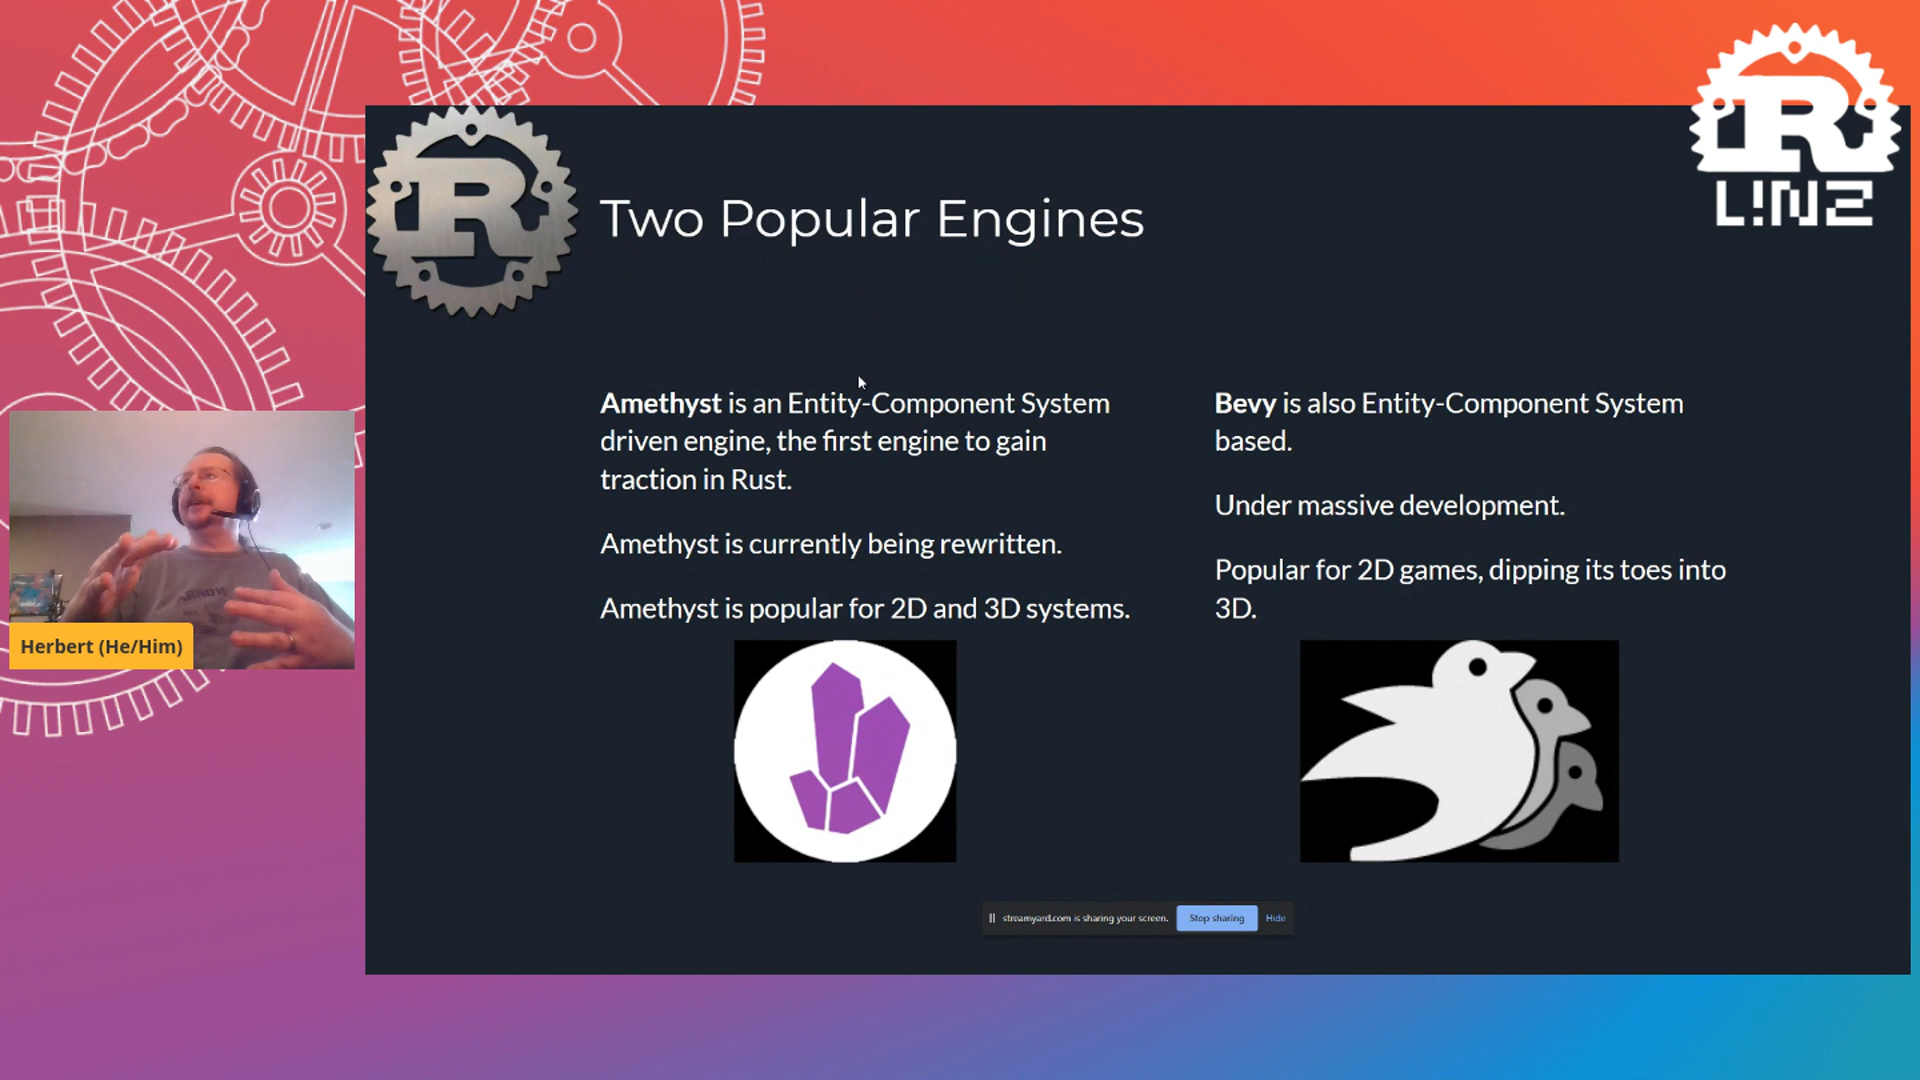 R
R
L!NZ
Two Popular Engines
Amethyst is an Entity-Component System
driven engine, the first engine to gain
traction in Rust.
Amethyst is currently being rewritten.
Amethyst is popular for 2D and 3D systems.
Bevy is also Entity-Component System
based.
Under massive development.
Popular for 2D games, dipping its toes into
3D.
Herbert (He/Him)
streamyard.com is sharing your screen.
Stop sharing
Hide